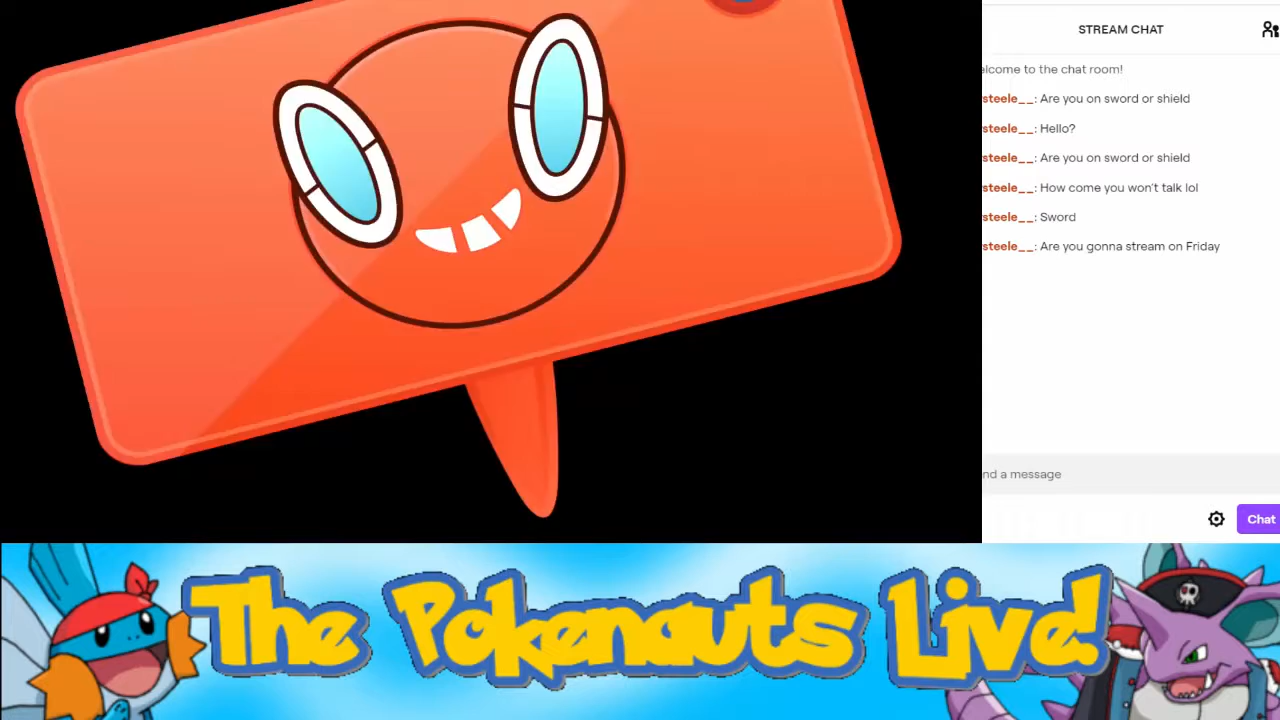 STREAM CHAT
elcome to the chat room!
steele__: Are you on sword or shield
steele__: Hello?
steele__: Are you on sword or shield
steele__: How come you won't talk lol
steele__: Sword
steele__: Are you gonna stream on Friday
nd a message
Chat
The Pokenauts Live!